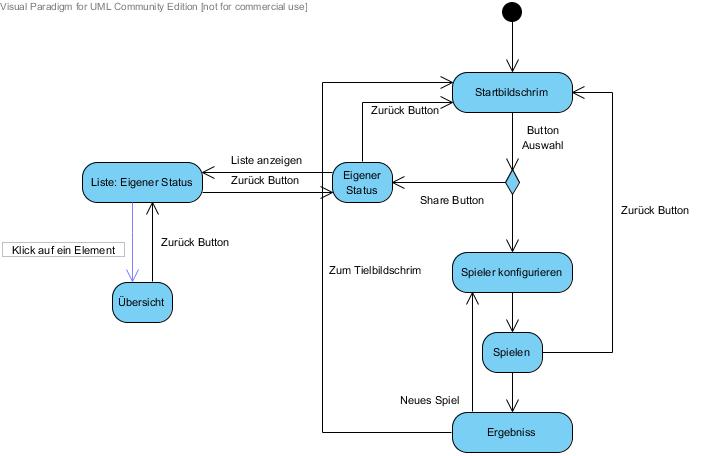 Visual Paradigm for UML Community Edition [not for commercial use]
Startbildschrim
Zurück Button
Button
Auswahl
Liste anzeigen
Eigener
Status
Liste: Eigener Status
Zurück Button
Share Button
Zurück Button
Zurück Button
Klick auf ein Element
Zum Tielbildschrim
Spieler konfigurieren
Übersicht
Spielen
Neues Spiel
Ergebniss